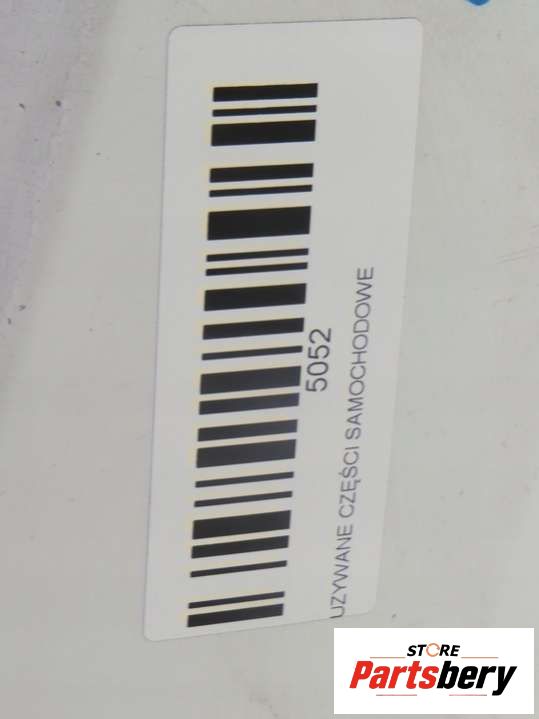 5052
UZYWANE CZĘŚCI SAMOCHODOWE
STORE
Partsbery